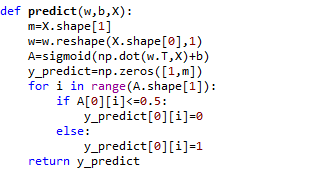 def predict(w,b,X):
    m=X.shape[1]
    w=w.reshape(X.shape[0],1)
    A=sigmoid(np.dot(w.T,X)+b)
    y_predict=np.zeros([1,m])
    for i in range(A.shape[1]):
        if A[0][i]<=0.5:
            y_predict[0][i]=0
        else:
            y_predict[0][i]=1
    return y_predict